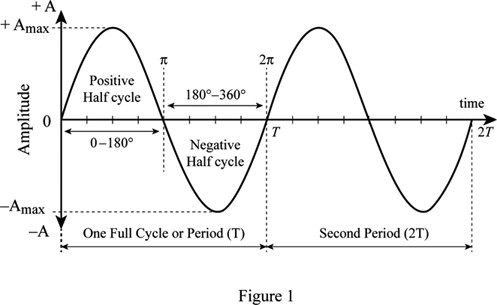 + A
+ Amax
π
2π
Positive
Half cycle
180°–360°
Amplitude
0
time
0–180°
T
2T
Negative
Half cycle
–Amax
–A
One Full Cycle or Period (T)
Second Period (2T)
Figure 1